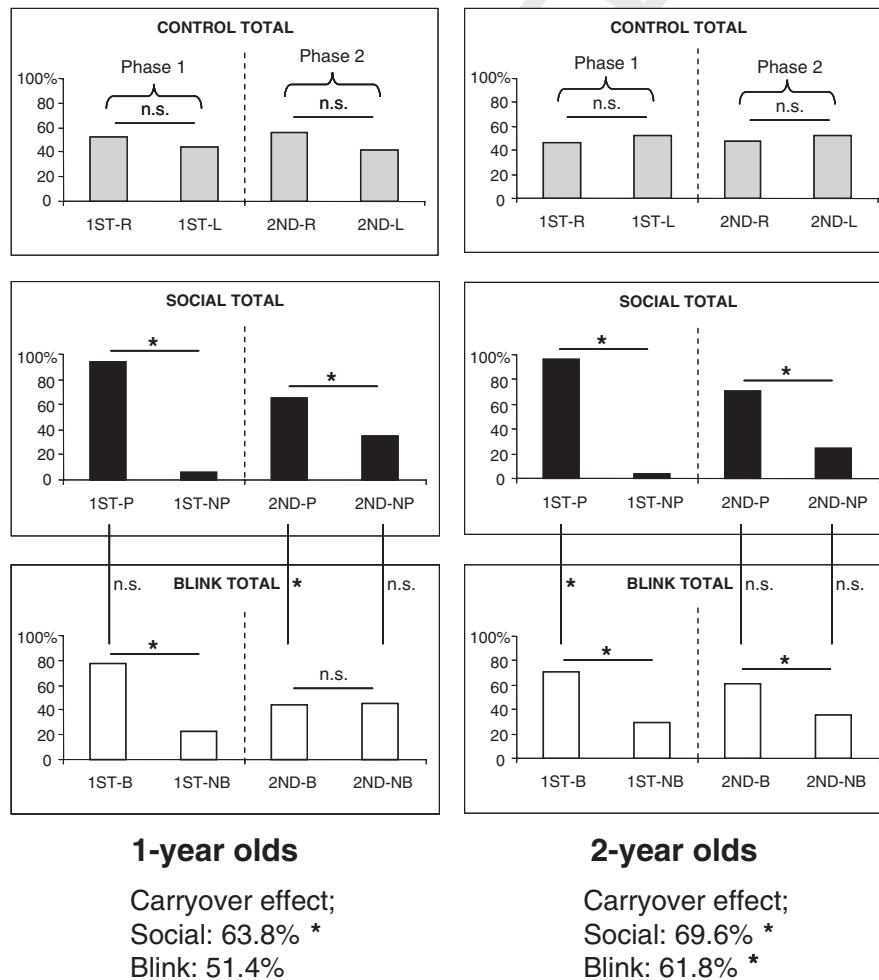 CONTROL TOTAL
Phase 1
Phase 2
100%
80
60
40
20
0
n.s.
n.s.
1ST-R
1ST-L
2ND-R
2ND-L
SOCIAL TOTAL
100%
80
60
40
20
0
*
*
1ST-P
1ST-NP
2ND-P
2ND-NP
n.s.
BLINK TOTAL
*
n.s.
100%
80
60
40
20
0
*
n.s.
1ST-B
1ST-NB
2ND-B
2ND-NB
1-year olds
Carryover effect;
Social: 63.8% *
Blink: 51.4%
CONTROL TOTAL
Phase 1
Phase 2
100%
80
60
40
20
0
n.s.
n.s.
1ST-R
1ST-L
2ND-R
2ND-L
SOCIAL TOTAL
100%
80
60
40
20
0
*
*
1ST-P
1ST-NP
2ND-P
2ND-NP
*
BLINK TOTAL
n.s.
n.s.
100%
80
60
40
20
0
*
*
1ST-B
1ST-NB
2ND-B
2ND-NB
2-year olds
Carryover effect;
Social: 69.6% *
Blink: 61.8% *